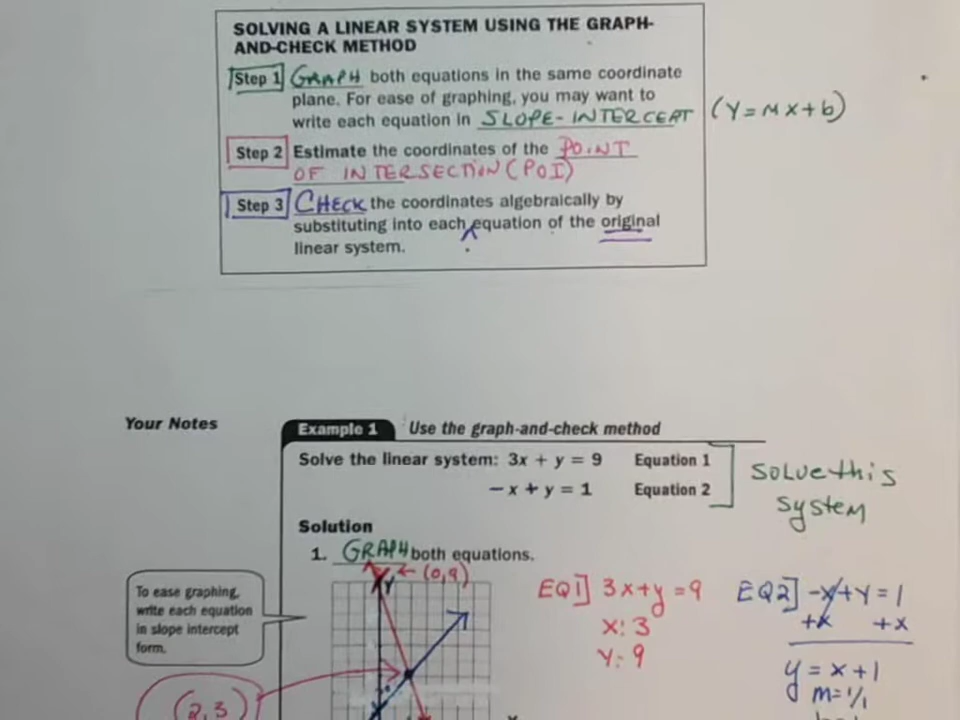 SOLVING A LINEAR SYSTEM USING THE GRAPH-
AND-CHECK METHOD
Step 1 GRAPH both equations in the same coordinate
plane. For ease of graphing, you may want to
write each equation in SLOPE-INTERCEPT (Y=MX+b)
Step 2 Estimate the coordinates of the POINT
OF INTERSECTION (POI)
Step 3 CHECK the coordinates algebraically by
substituting into each equation of the original
linear system.
Your Notes
Example 1 Use the graph-and-check method
Solve the linear system: 3x + y = 9 Equation 1
-x + y = 1 Equation 2
Solve this
system
Solution
1. GRAPH both equations.
To ease graphing,
write each equation
in slope intercept
form.
Y ← (0,9)
(2,3)
EQ1] 3x+y=9
X: 3
Y: 9
EQ2] -x+y=1
+x +x
y = x+1
m=1/1